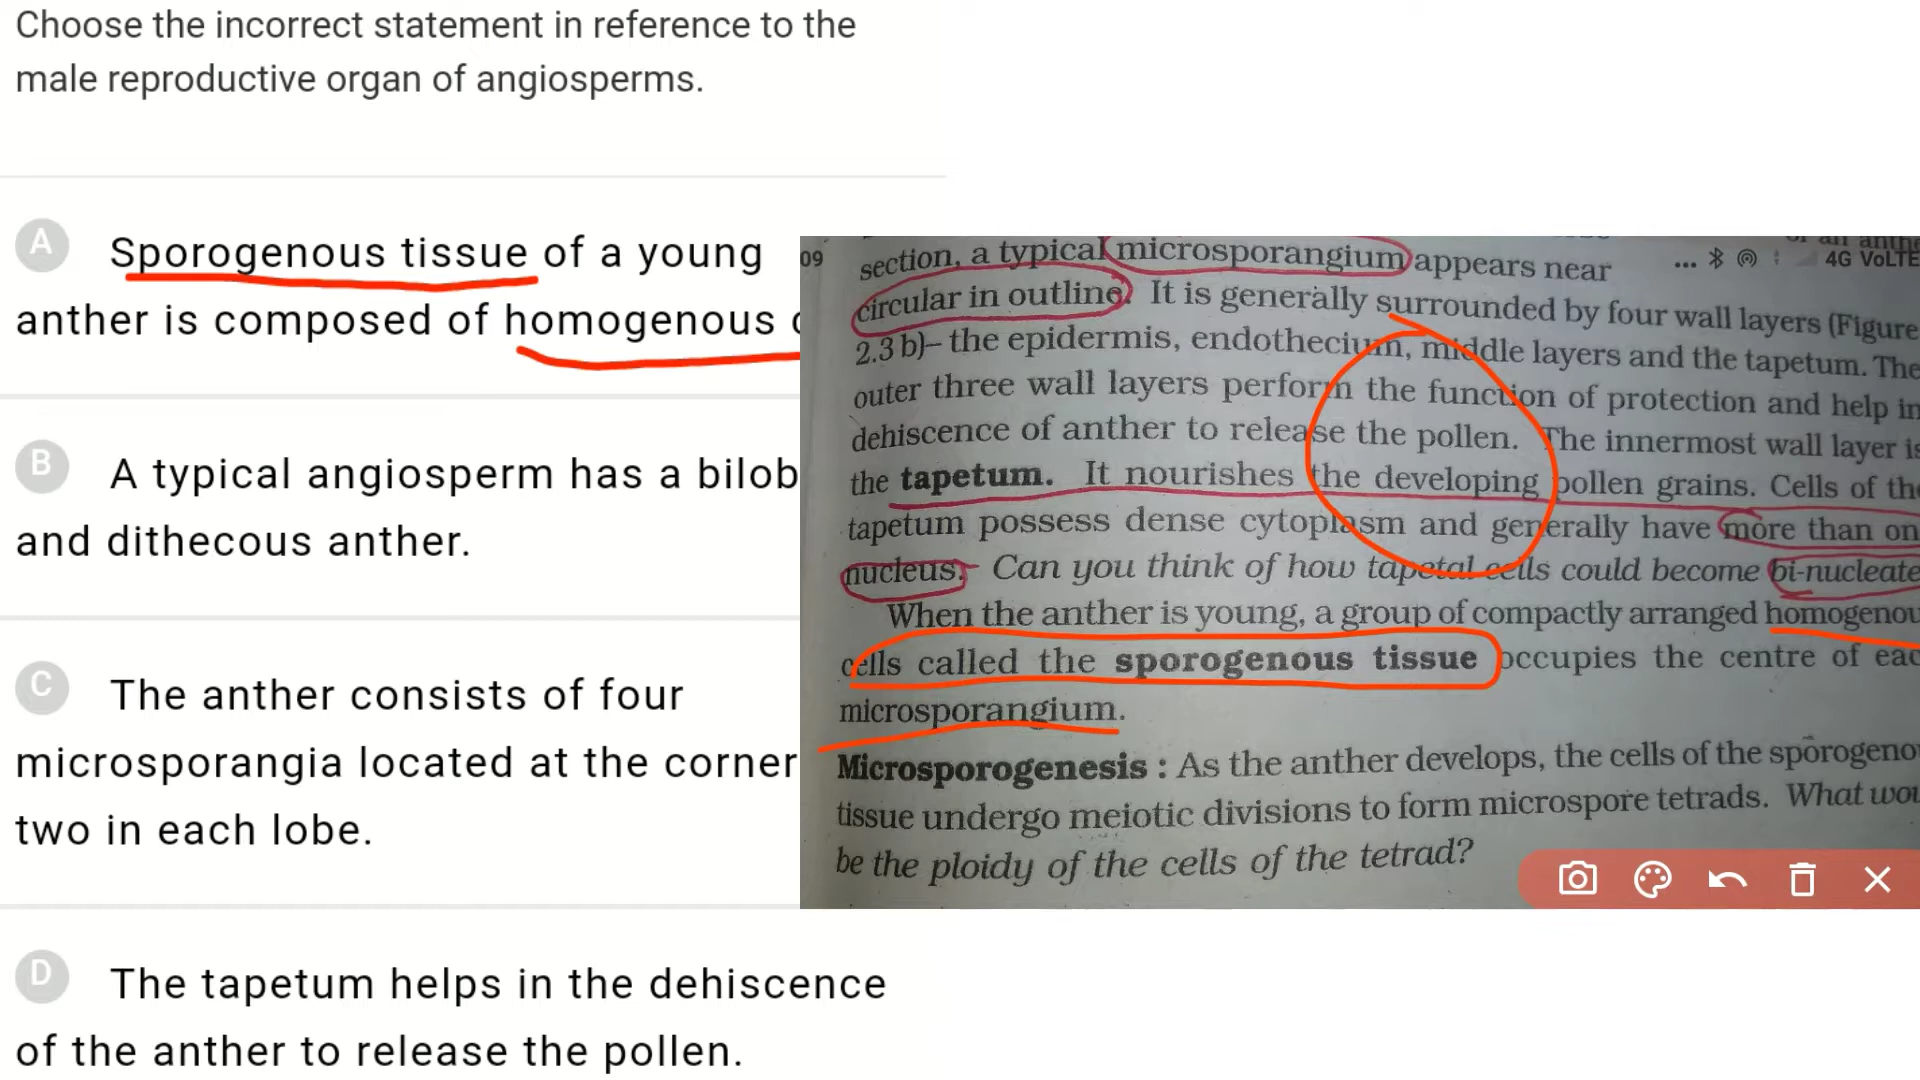 Choose the incorrect statement in reference to the
male reproductive organ of angiosperms.
A Sporogenous tissue of a young
anther is composed of homogenous
B A typical angiosperm has a bilob
and dithecous anther.
C The anther consists of four
microsporangia located at the corner
two in each lobe.
D The tapetum helps in the dehiscence
of the anther to release the pollen.
09
4G VoLTE
section, a typical microsporangium appears near
circular in outline. It is generally surrounded by four wall layers (Figure
2.3 b)– the epidermis, endothecium, middle layers and the tapetum. The
outer three wall layers perform the function of protection and help in
dehiscence of anther to release the pollen. The innermost wall layer is
the tapetum. It nourishes the developing pollen grains. Cells of the
tapetum possess dense cytoplasm and generally have more than on
nucleus. Can you think of how tapetal cells could become bi-nucleate
When the anther is young, a group of compactly arranged homogenou
cells called the sporogenous tissue occupies the centre of eac
microsporangium.
Microsporogenesis : As the anther develops, the cells of the sporogeno
tissue undergo meiotic divisions to form microspore tetrads. What wou
be the ploidy of the cells of the tetrad?